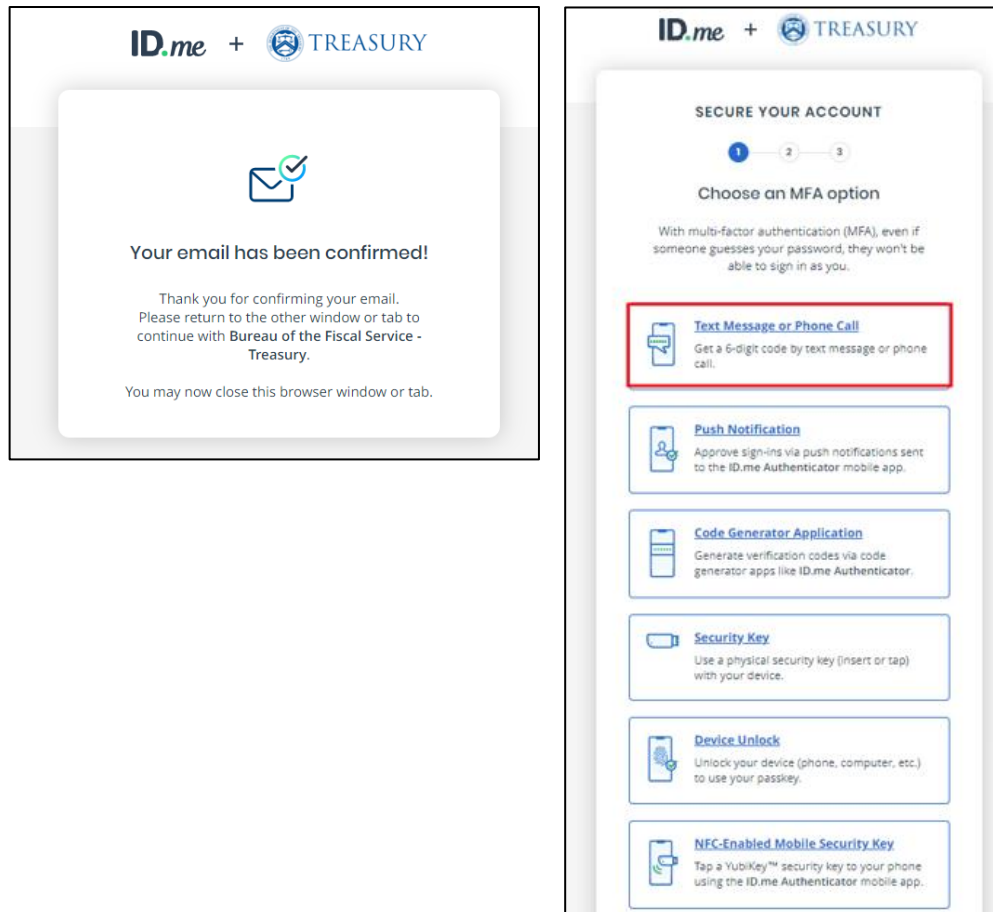 ID.me + TREASURY
Your email has been confirmed!
Thank you for confirming your email.
Please return to the other window or tab to
continue with Bureau of the Fiscal Service -
Treasury.
You may now close this browser window or tab.
ID.me + TREASURY
SECURE YOUR ACCOUNT
1 2 3
Choose an MFA option
With multi-factor authentication (MFA), even if
someone guesses your password, they won't be
able to sign in as you.
Text Message or Phone Call
Get a 6-digit code by text message or phone
call.
Push Notification
Approve sign-ins via push notifications sent
to the ID.me Authenticator mobile app.
Code Generator Application
Generate verification codes via code
generator apps like ID.me Authenticator.
Security Key
Use a physical security key (insert or tap)
with your device.
Device Unlock
Unlock your device (phone, computer, etc.)
to use your passkey.
NFC-Enabled Mobile Security Key
Tap a YubiKey™ security key to your phone
using the ID.me Authenticator mobile app.